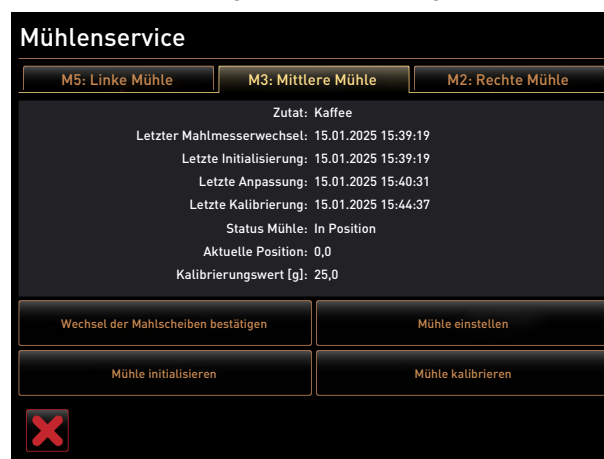 Mühlenservice
M5: Linke Mühle
M3: Mittlere Mühle
M2: Rechte Mühle
Zutat: Kaffee
Letzter Mahlmesserwechsel: 15.01.2025 15:39:19
Letzte Initialisierung: 15.01.2025 15:39:19
Letzte Anpassung: 15.01.2025 15:40:31
Letzte Kalibrierung: 15.01.2025 15:44:37
Status Mühle: In Position
Aktuelle Position: 0,0
Kalibrierungswert [g]: 25,0
Wechsel der Mahlscheiben bestätigen
Mühle einstellen
Mühle initialisieren
Mühle kalibrieren